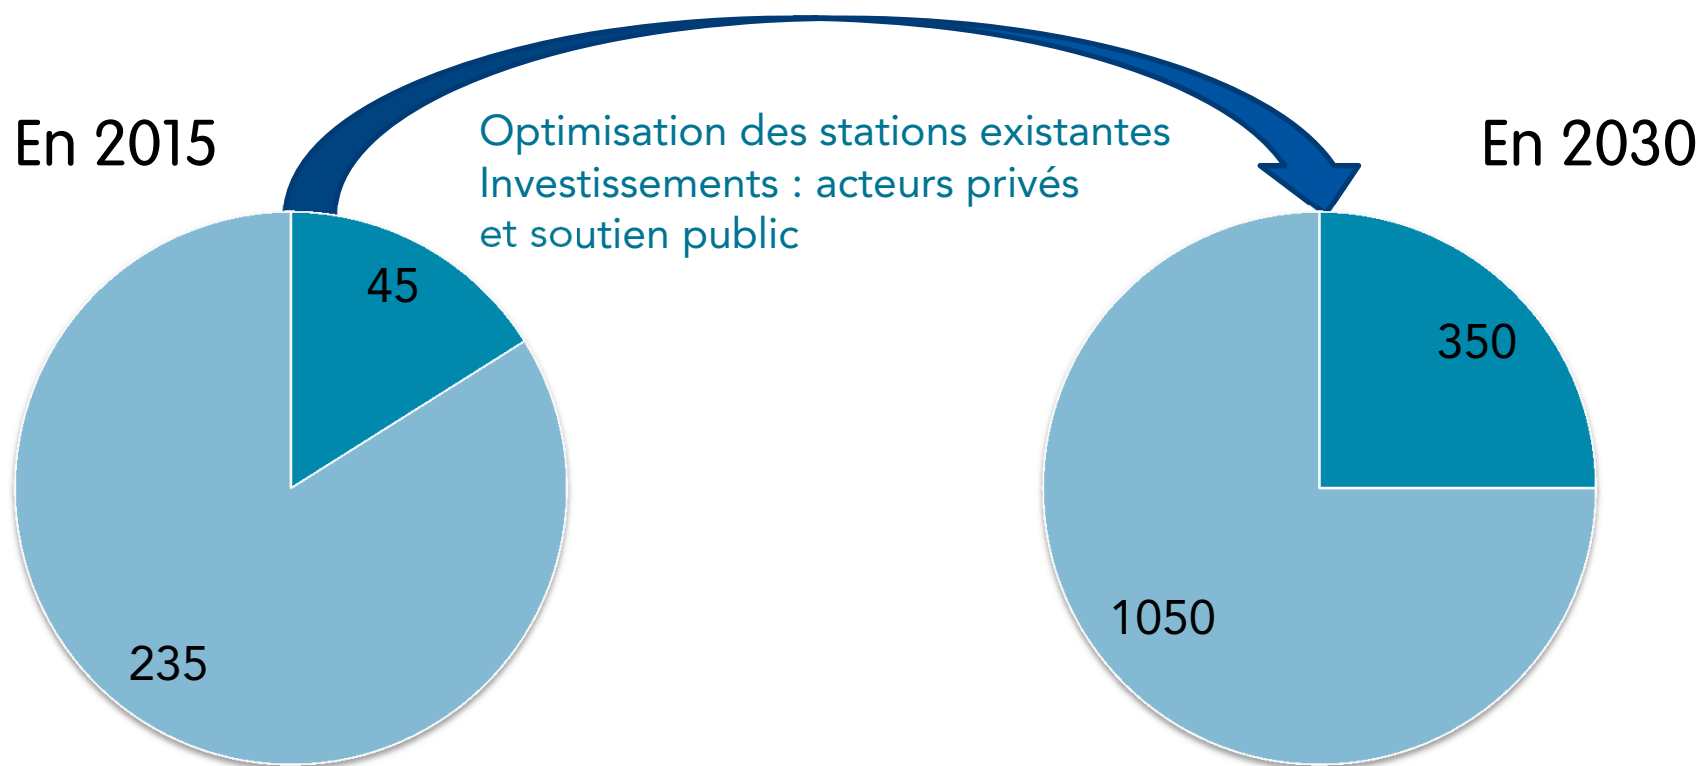 En 2015
Optimisation des stations existantes
Investissements : acteurs privés
et soutien public
En 2030
45
235
350
1050